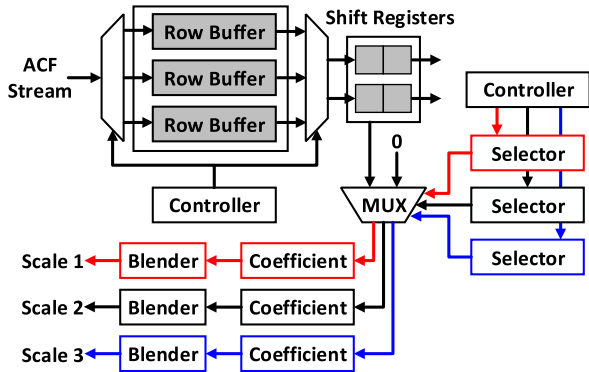 Shift Registers
Row Buffer
ACF
Stream
Row Buffer
Row Buffer
Controller
Controller
0
Selector
MUX
Selector
Selector
Scale 1
Blender
Coefficient
Scale 2
Blender
Coefficient
Scale 3
Blender
Coefficient